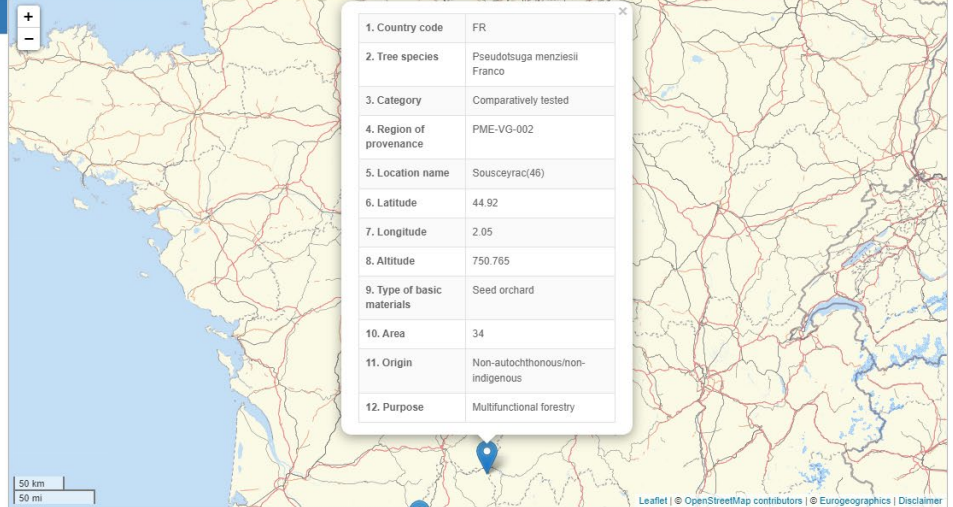 +
−
×
1. Country code FR
2. Tree species Pseudotsuga menziesii
Franco
3. Category Comparatively tested
4. Region of PME-VG-002
provenance
5. Location name Sousceyrac(46)
6. Latitude 44.92
7. Longitude 2.05
8. Altitude 750.765
9. Type of basic Seed orchard
materials
10. Area 34
11. Origin Non-autochthonous/non-
indigenous
12. Purpose Multifunctional forestry
50 km
50 mi
Leaflet | © OpenStreetMap contributors | © Eurogeographics | Disclaimer